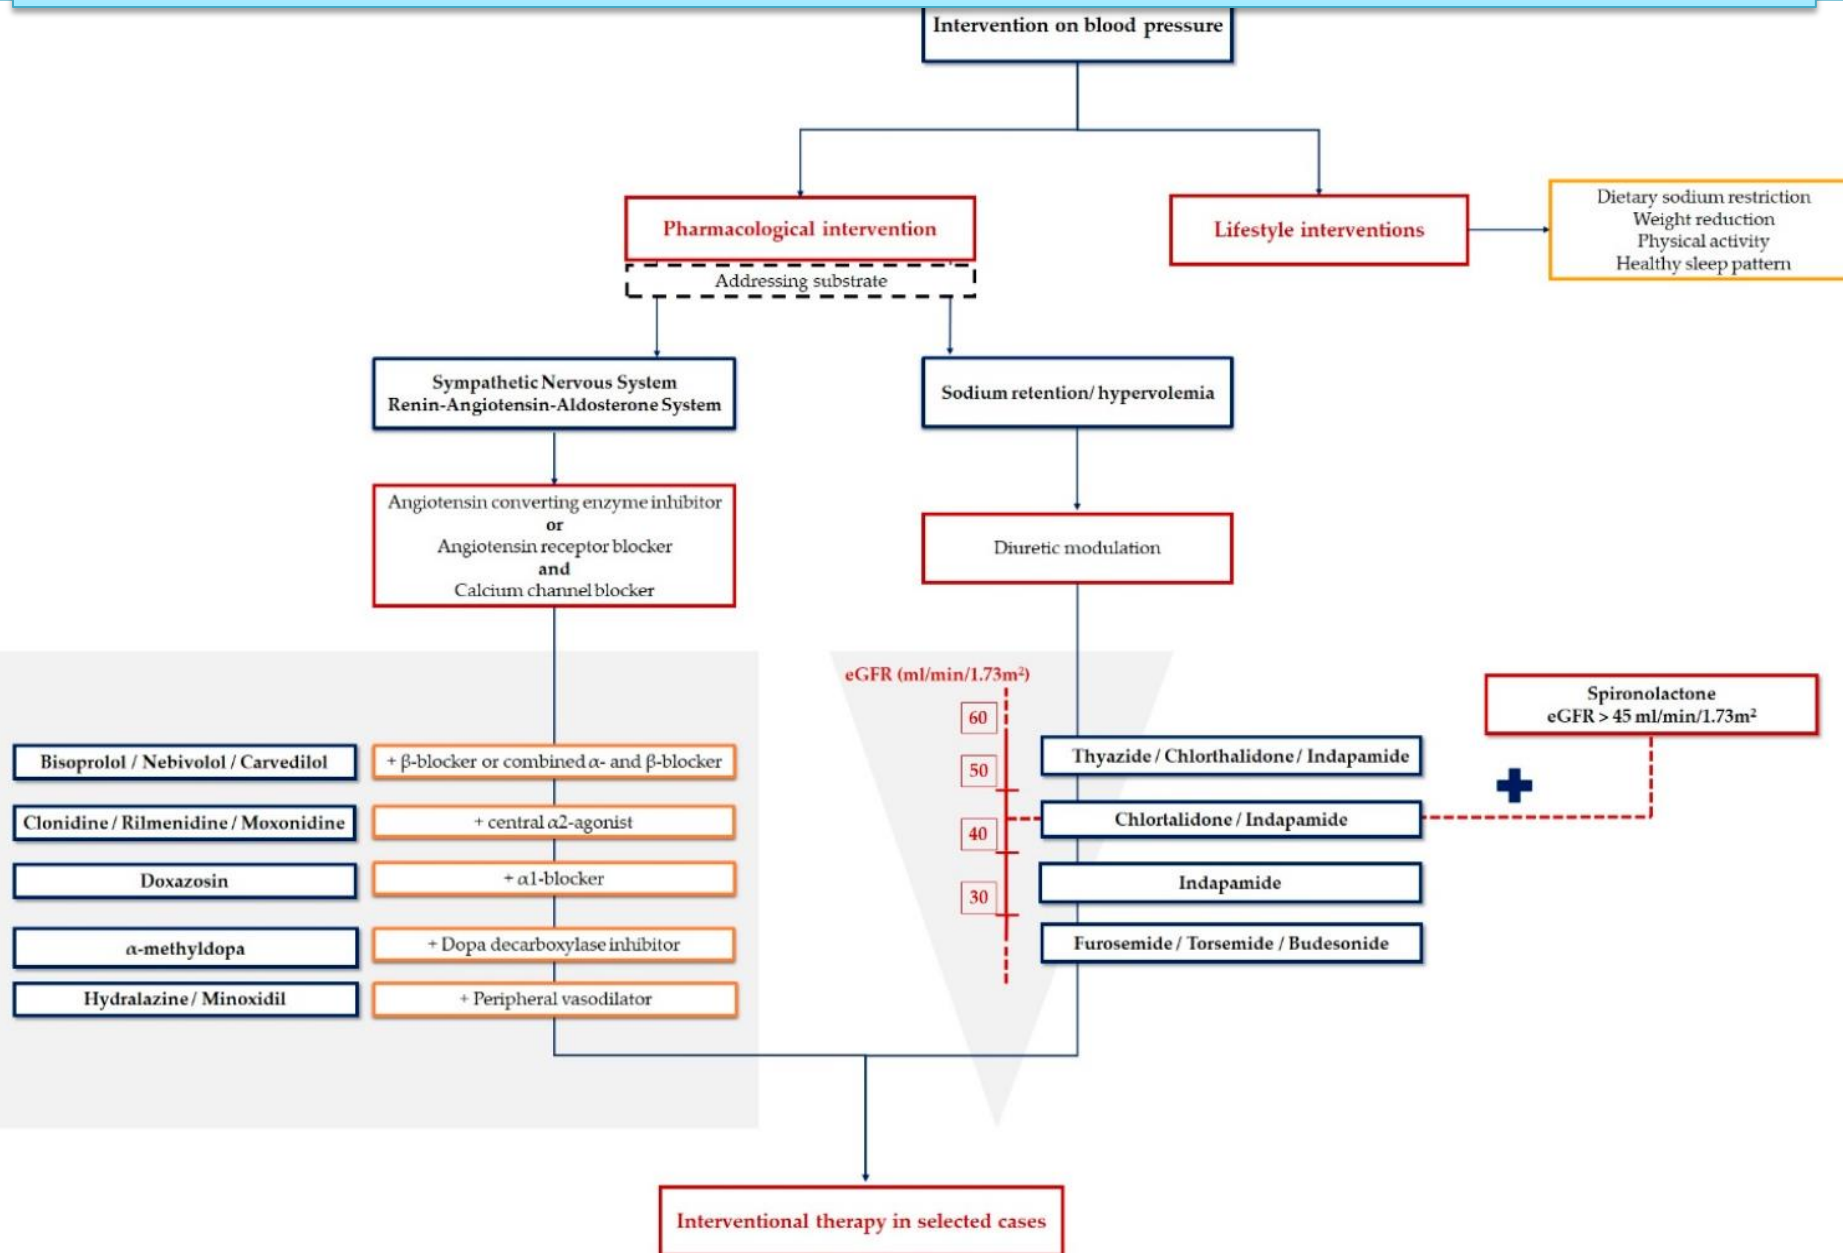 Intervention on blood pressure
Pharmacological intervention
Addressing substrate
Lifestyle interventions
Dietary sodium restriction
Weight reduction
Physical activity
Healthy sleep pattern
Sympathetic Nervous System
Renin-Angiotensin-Aldosterone System
Sodium retention/ hypervolemia
Angiotensin converting enzyme inhibitor
or
Angiotensin receptor blocker
and
Calcium channel blocker
Diuretic modulation
Bisoprolol / Nebivolol / Carvedilol
+ β-blocker or combined α- and β-blocker
Clonidine / Rilmenidine / Moxonidine
+ central α2-agonist
Doxazosin
+ α1-blocker
α-methyldopa
+ Dopa decarboxylase inhibitor
Hydralazine / Minoxidil
+ Peripheral vasodilator
eGFR (ml/min/1.73m²)
60
50
40
30
Thyazide / Chlorthalidone / Indapamide
Chlortalidone / Indapamide
Indapamide
Furosemide / Torsemide / Budesonide
Spironolactone
eGFR > 45 ml/min/1.73m²
Interventional therapy in selected cases